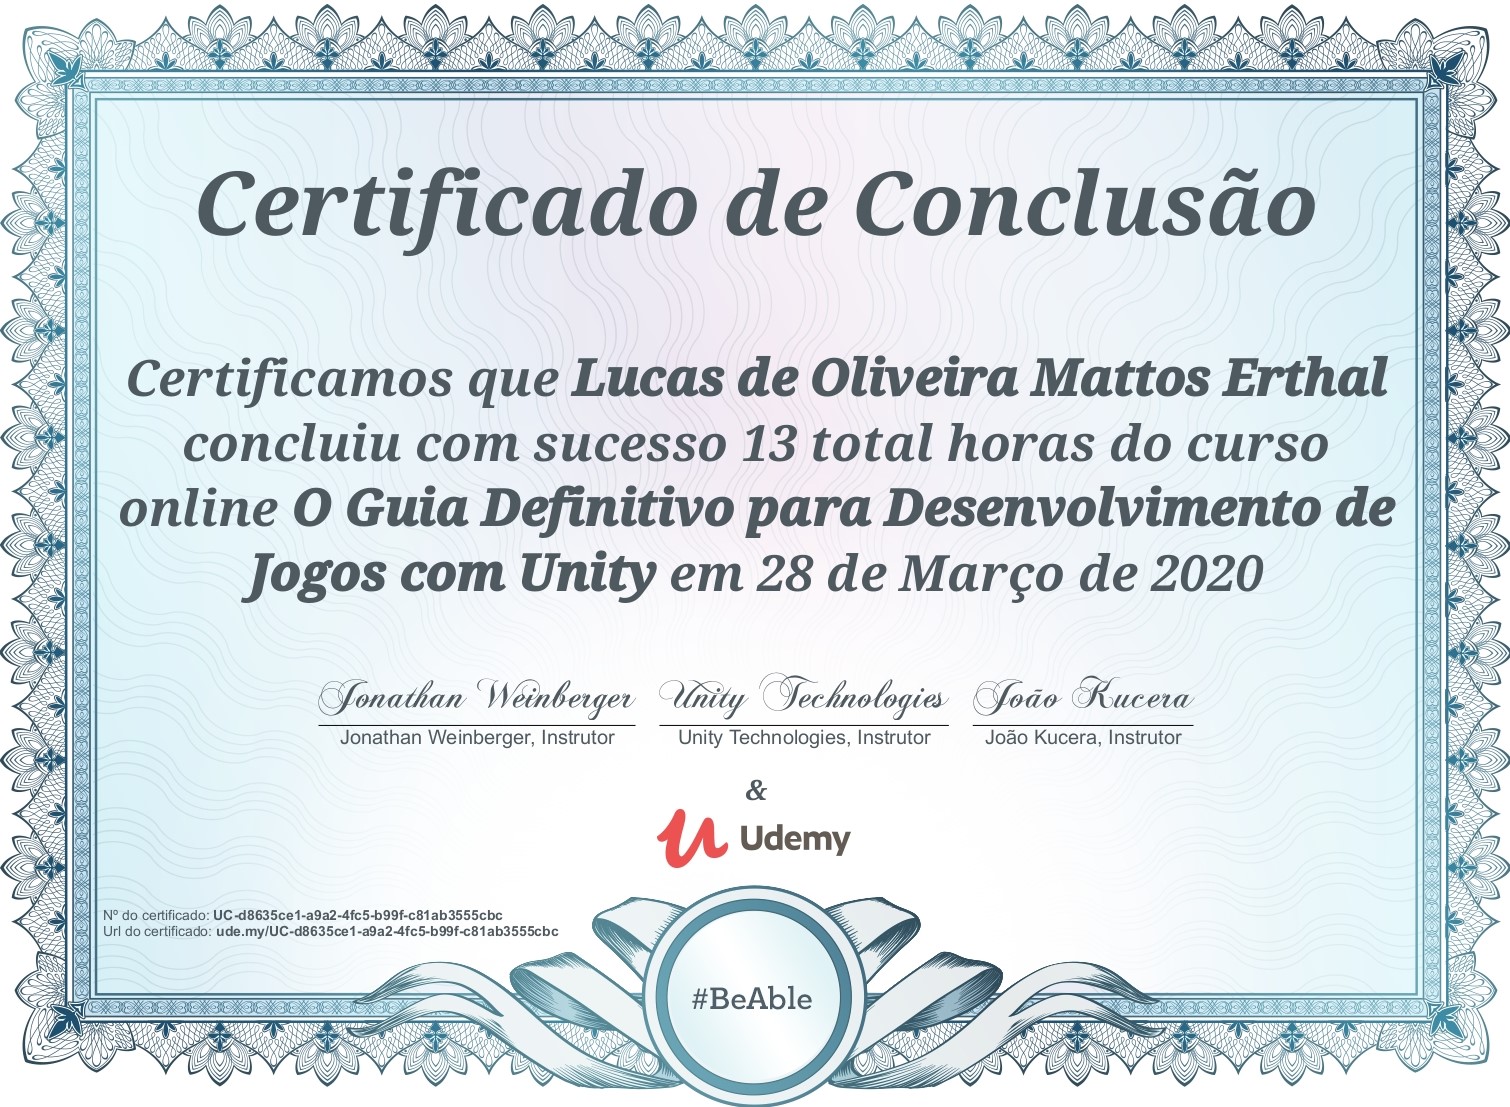 Certificado de Conclusão
Certificamos que Lucas de Oliveira Mattos Erthal
concluiu com sucesso 13 total horas do curso
online O Guia Definitivo para Desenvolvimento de
Jogos com Unity em 28 de Março de 2020
Jonathan Weinberger Unity Technologies João Kucera
Jonathan Weinberger, Instrutor Unity Technologies, Instrutor João Kucera, Instrutor
&
Udemy
Nº do certificado: UC-d8635ce1-a9a2-4fc5-b99f-c81ab3555cbc
Url do certificado: ude.my/UC-d8635ce1-a9a2-4fc5-b99f-c81ab3555cbc
#BeAble